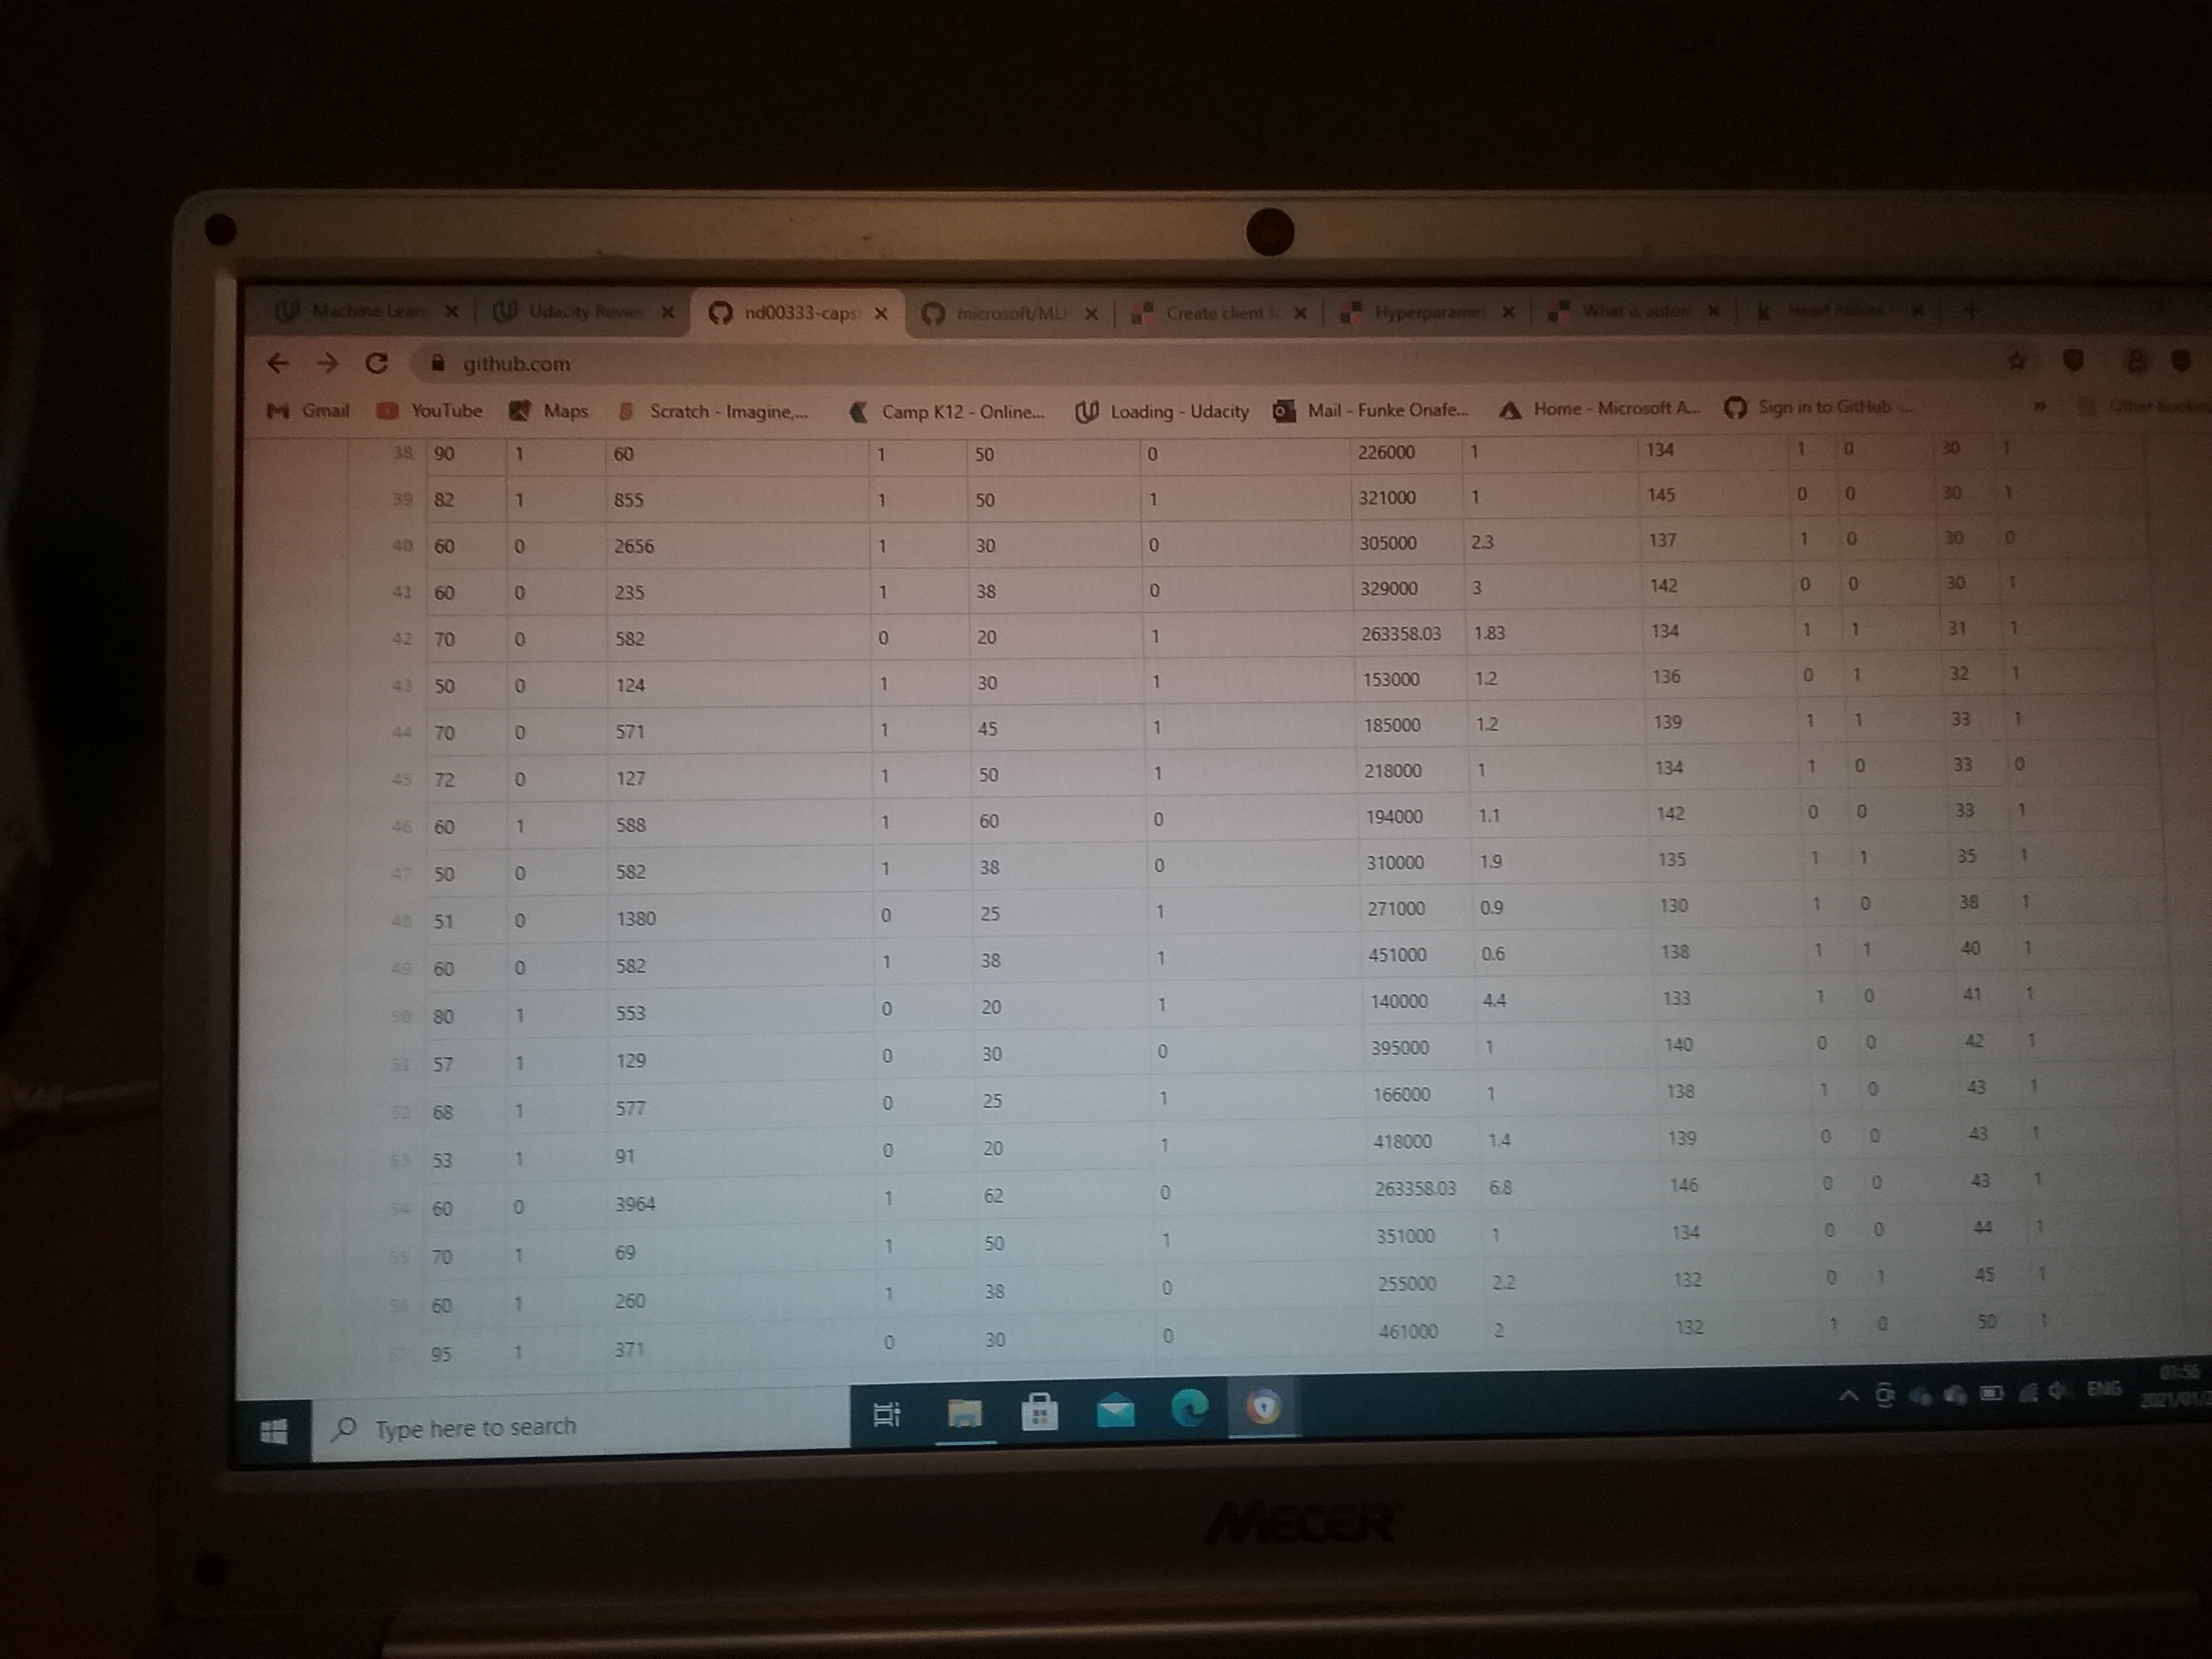 Machine Lear
Udacity Review
nd00333-caps
microsoft/ML
Create client
Hyperparamet
What is autom
Heart Failure
github.com
Gmail YouTube Maps Scratch - Imagine,... Camp K12 - Online... Loading - Udacity Mail - Funke Onafe... Home - Microsoft A... Sign in to GitHub ... » Other bookm
38 90 1 60 1 50 0 226000 1 134 1 0 30 1
39 82 1 855 1 50 1 321000 1 145 0 0 30 1
40 60 0 2656 1 30 0 305000 2.3 137 1 0 30 0
41 60 0 235 1 38 0 329000 3 142 0 0 30 1
42 70 0 582 0 20 1 263358.03 1.83 134 1 1 31 1
43 50 0 124 1 30 1 153000 1.2 136 0 1 32 1
44 70 0 571 1 45 1 185000 1.2 139 1 1 33 1
45 72 0 127 1 50 1 218000 1 134 1 0 33 0
46 60 1 588 1 60 0 194000 1.1 142 0 0 33 1
47 50 0 582 1 38 0 310000 1.9 135 1 1 35 1
48 51 0 1380 0 25 1 271000 0.9 130 1 0 38 1
49 60 0 582 1 38 1 451000 0.6 138 1 1 40 1
50 80 1 553 0 20 1 140000 4.4 133 1 0 41 1
51 57 1 129 0 30 0 395000 1 140 0 0 42 1
52 68 1 577 0 25 1 166000 1 138 1 0 43 1
53 53 1 91 0 20 1 418000 1.4 139 0 0 43 1
54 60 0 3964 1 62 0 263358.03 6.8 146 0 0 43 1
55 70 1 69 1 50 1 351000 1 134 0 0 44 1
56 60 1 260 1 38 0 255000 2.2 132 0 1 45 1
57 95 1 371 0 30 0 461000 2 132 1 0 50 1
Type here to search
ENG
01:56
2021/01/2
MECER